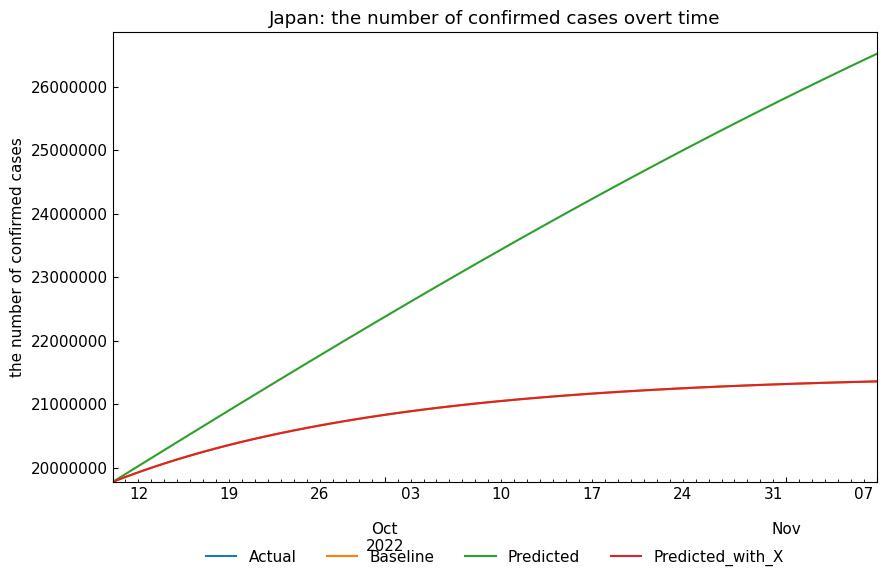 Japan: the number of confirmed cases overt time
the number of confirmed cases
26000000
25000000
24000000
23000000
22000000
21000000
20000000
12 19 26 03 10 17 24 31 07
Oct Nov
2022
Actual Baseline Predicted Predicted_with_X